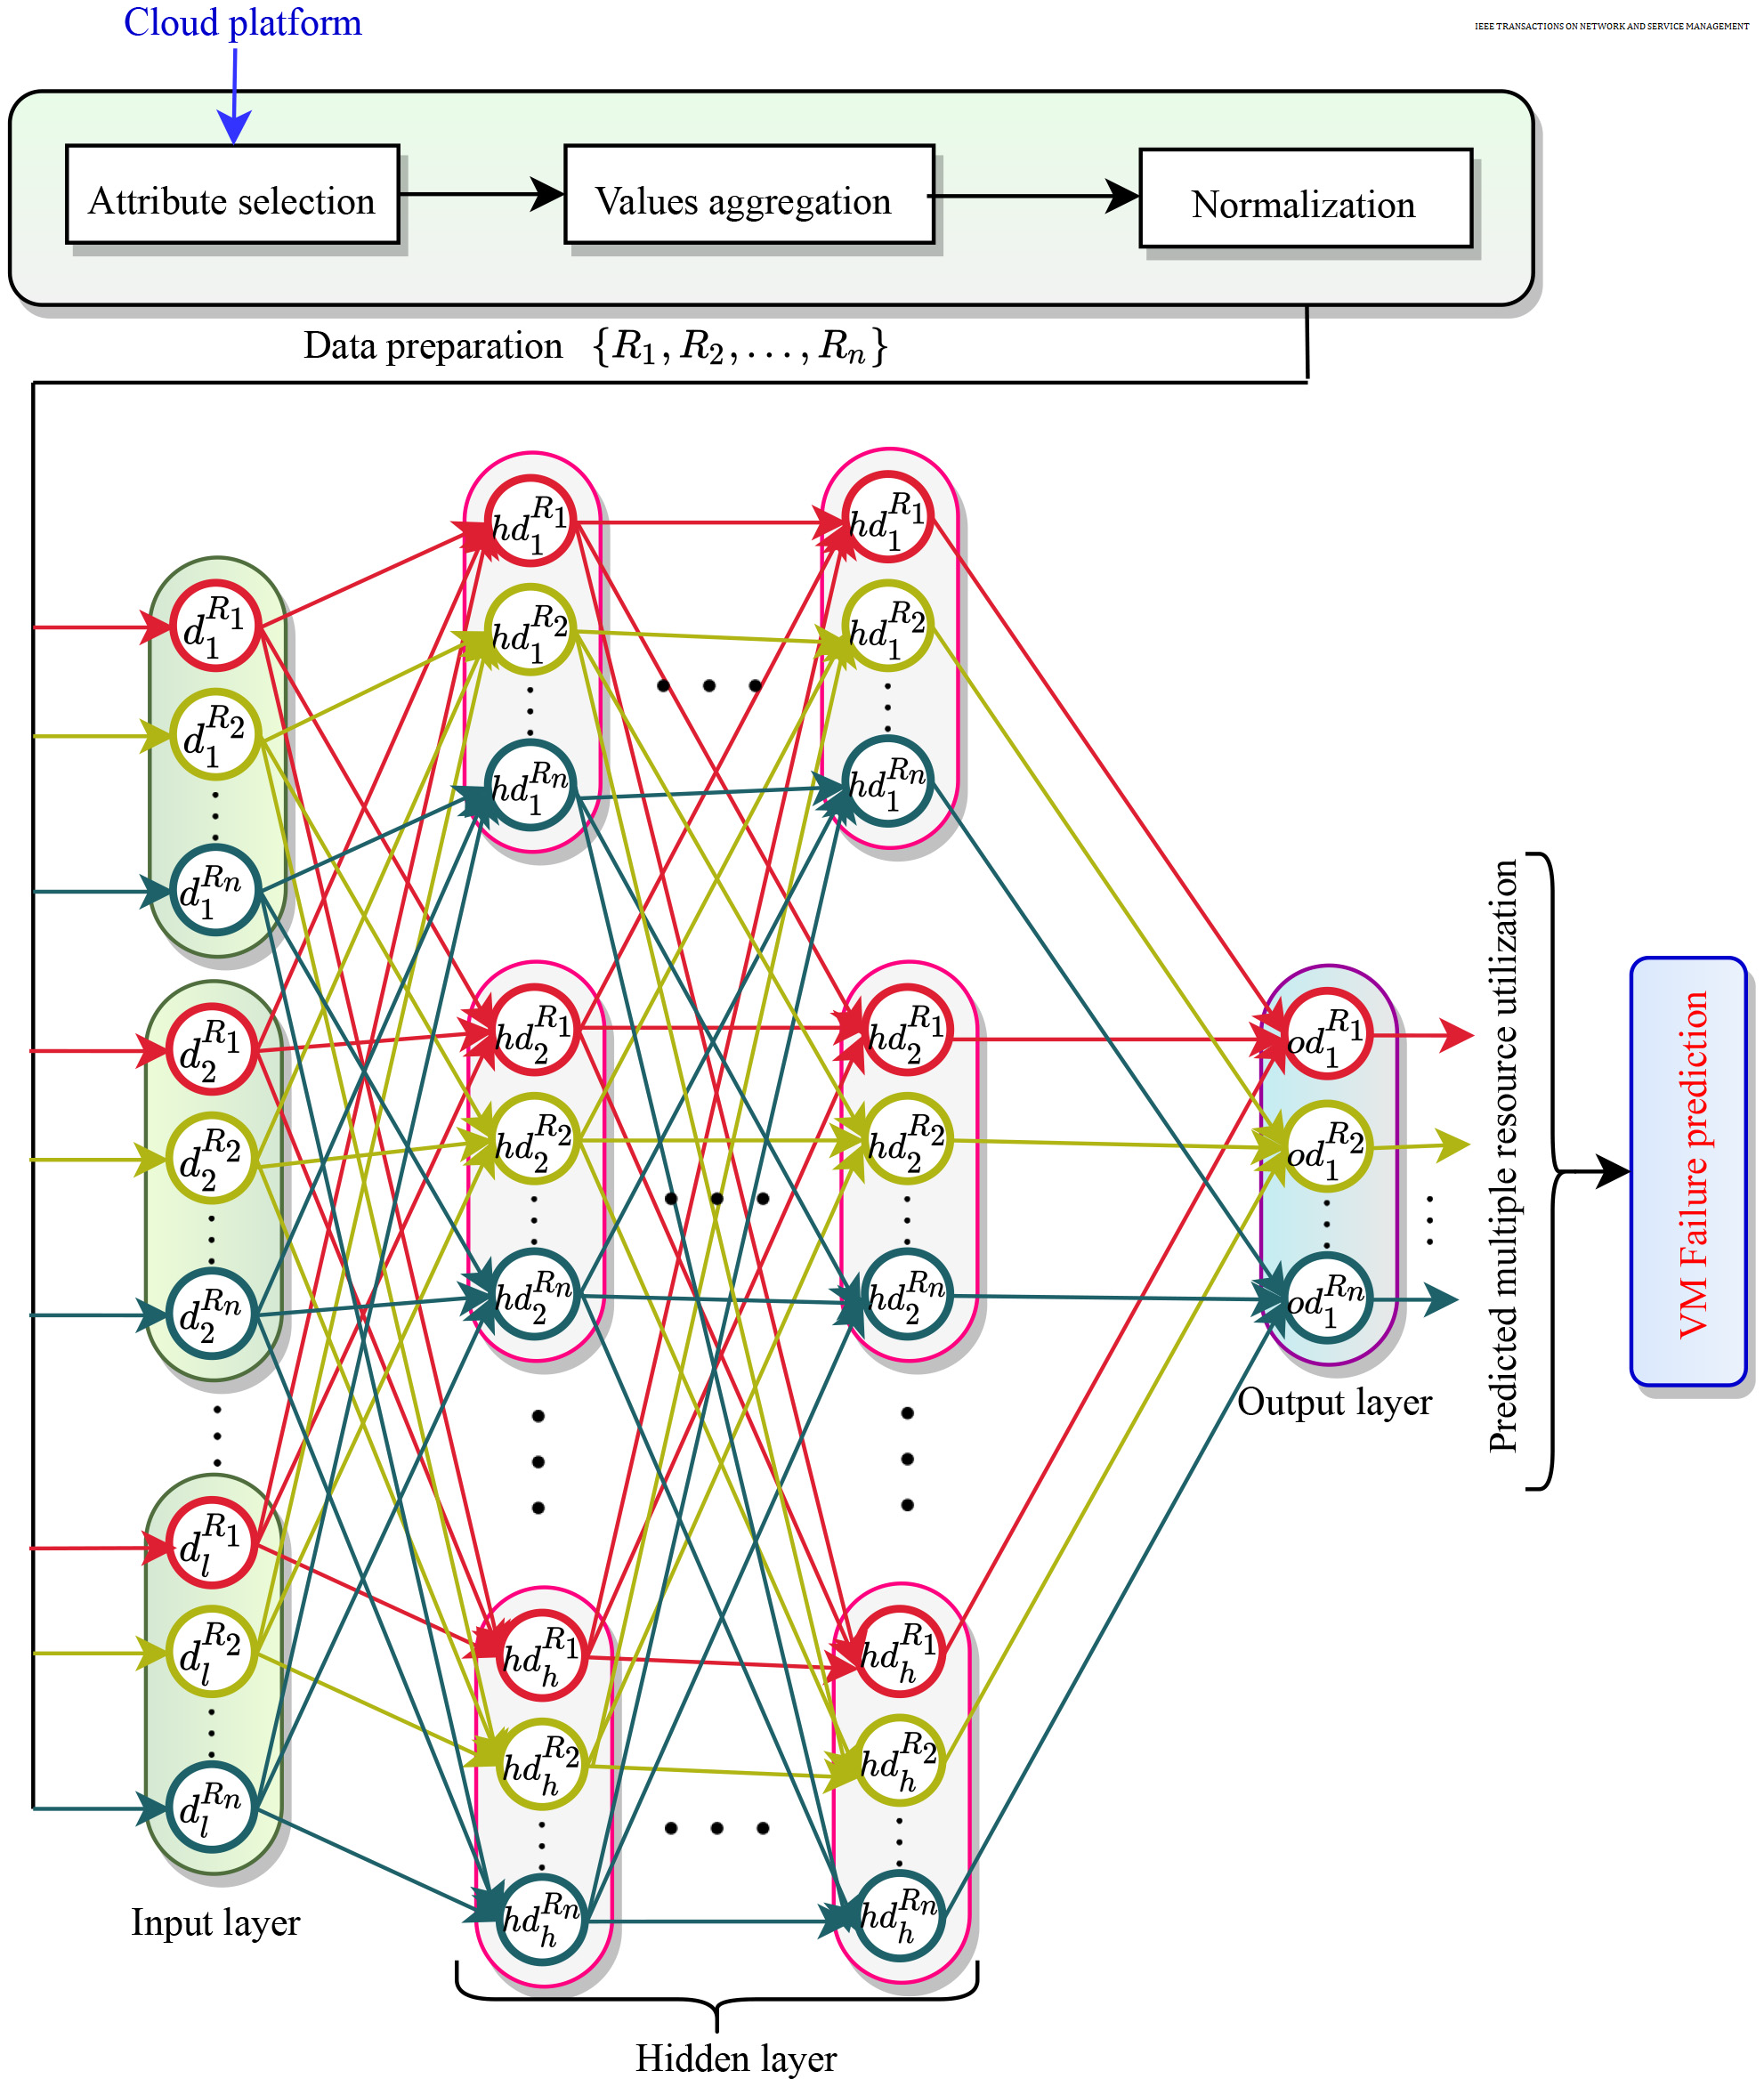 Cloud platform
IEEE TRANSACTIONS ON NETWORK AND SERVICE MANAGEMENT
Attribute selection
Values aggregation
Normalization
Data preparation {R_1, R_2, ..., R_n}
d_1^{R_1}
d_1^{R_2}
d_1^{R_n}
d_2^{R_1}
d_2^{R_2}
d_2^{R_n}
d_l^{R_1}
d_l^{R_2}
d_l^{R_n}
Input layer
hd_1^{R_1}
hd_1^{R_2}
hd_1^{R_n}
hd_2^{R_1}
hd_2^{R_2}
hd_2^{R_n}
hd_h^{R_1}
hd_h^{R_2}
hd_h^{R_n}
hd_1^{R_1}
hd_1^{R_2}
hd_1^{R_n}
hd_2^{R_1}
hd_2^{R_2}
hd_2^{R_n}
hd_h^{R_1}
hd_h^{R_2}
hd_h^{R_n}
Hidden layer
od_1^{R_1}
od_1^{R_2}
od_1^{R_n}
Output layer
Predicted multiple resource utilization
VM Failure prediction